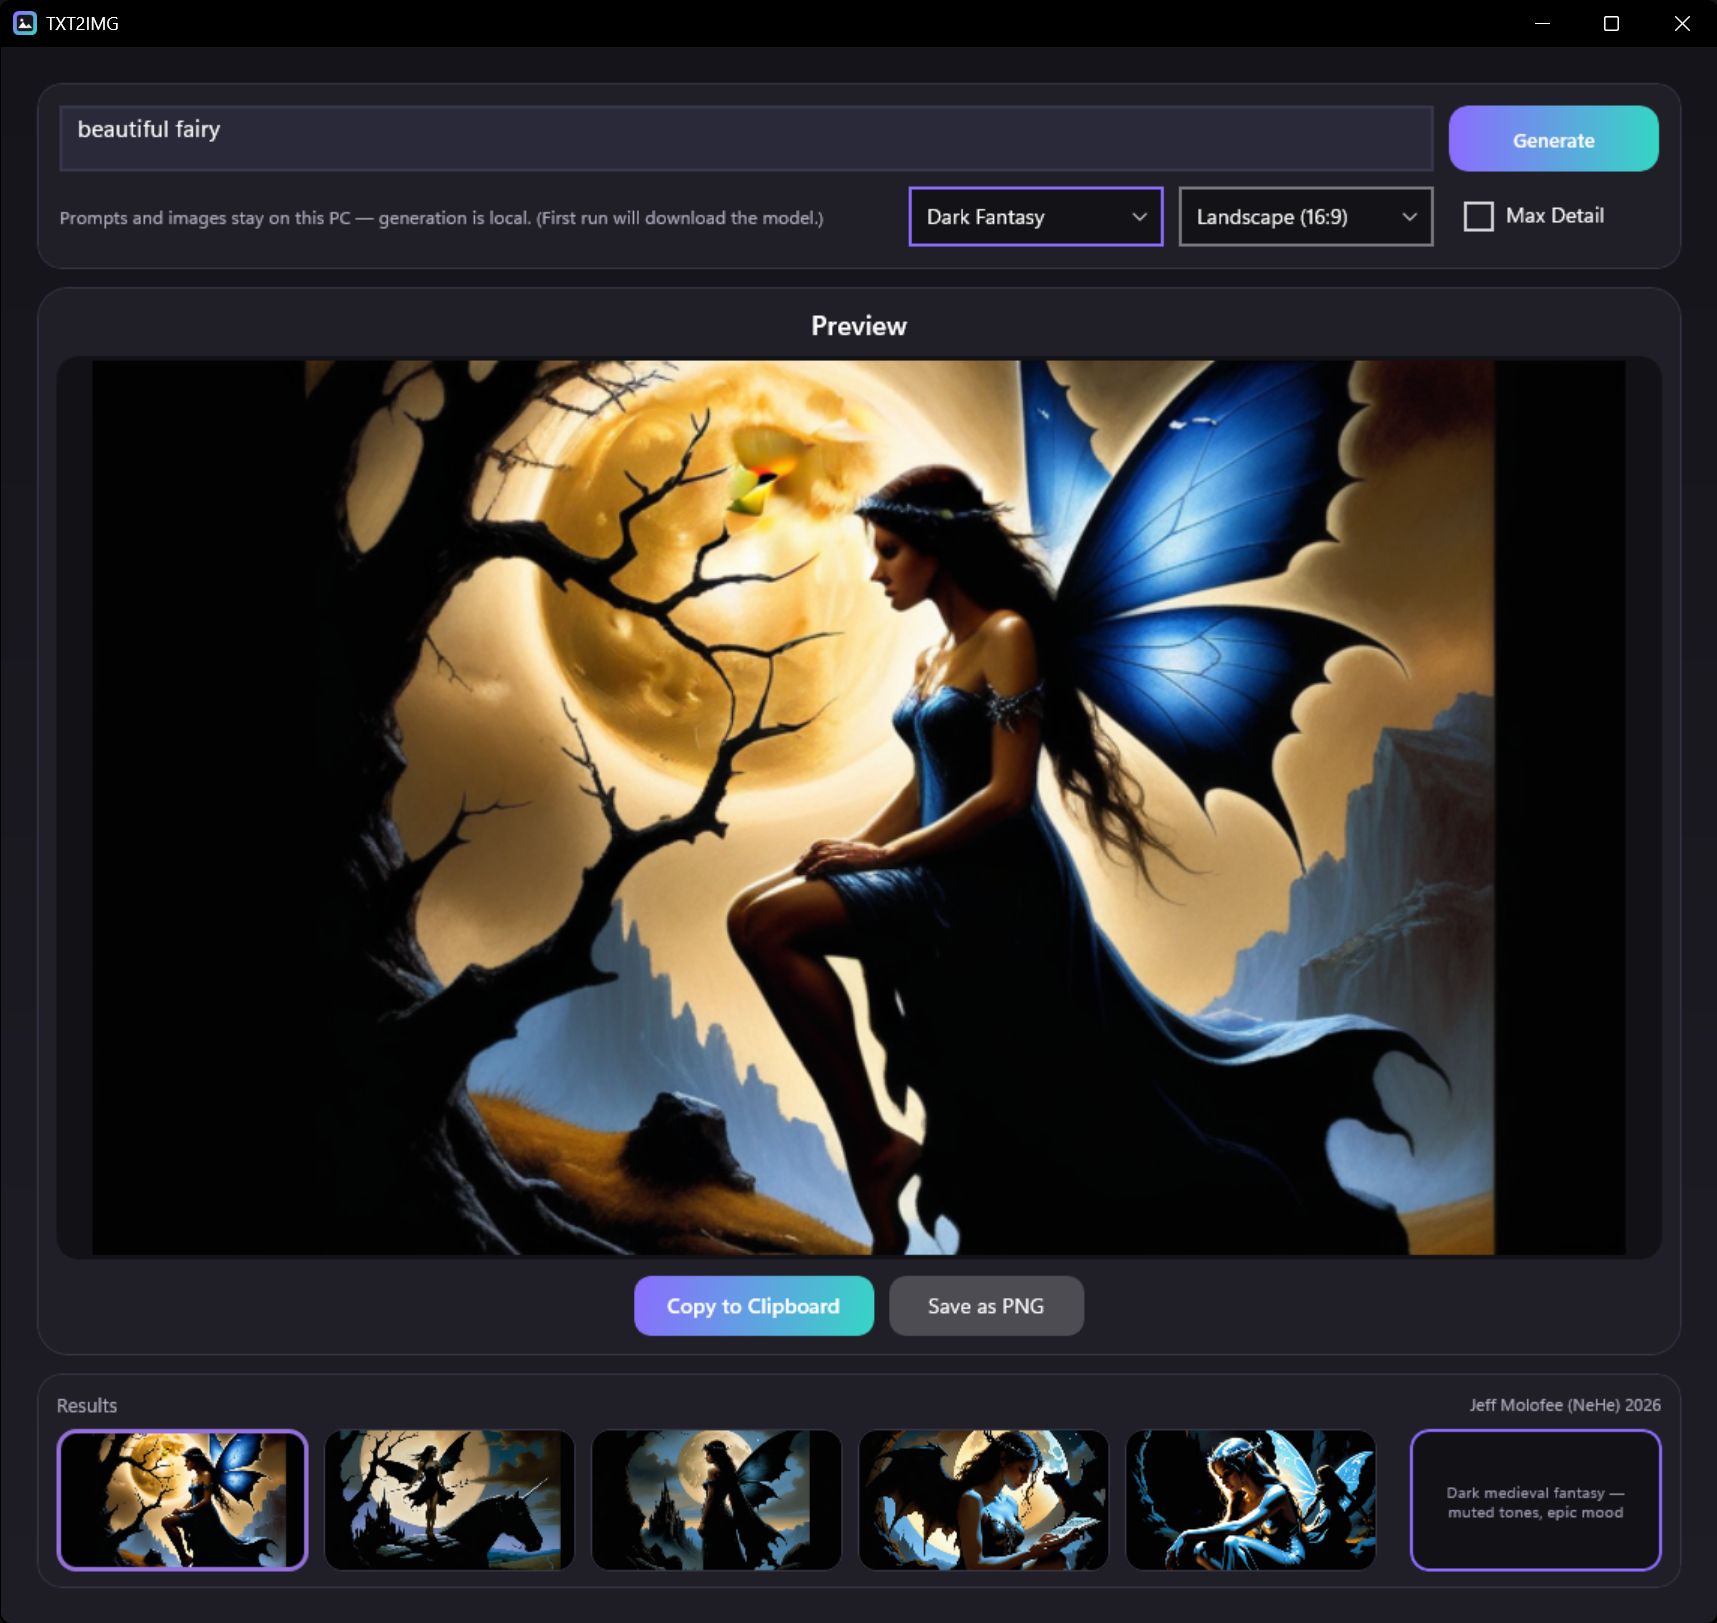 TXT2IMG
beautiful fairy
Generate
Prompts and images stay on this PC — generation is local. (First run will download the model.)
Dark Fantasy
Landscape (16:9)
Max Detail
Preview
Copy to Clipboard
Save as PNG
Results
Jeff Molofee (NeHe) 2026
Dark medieval fantasy —
muted tones, epic mood